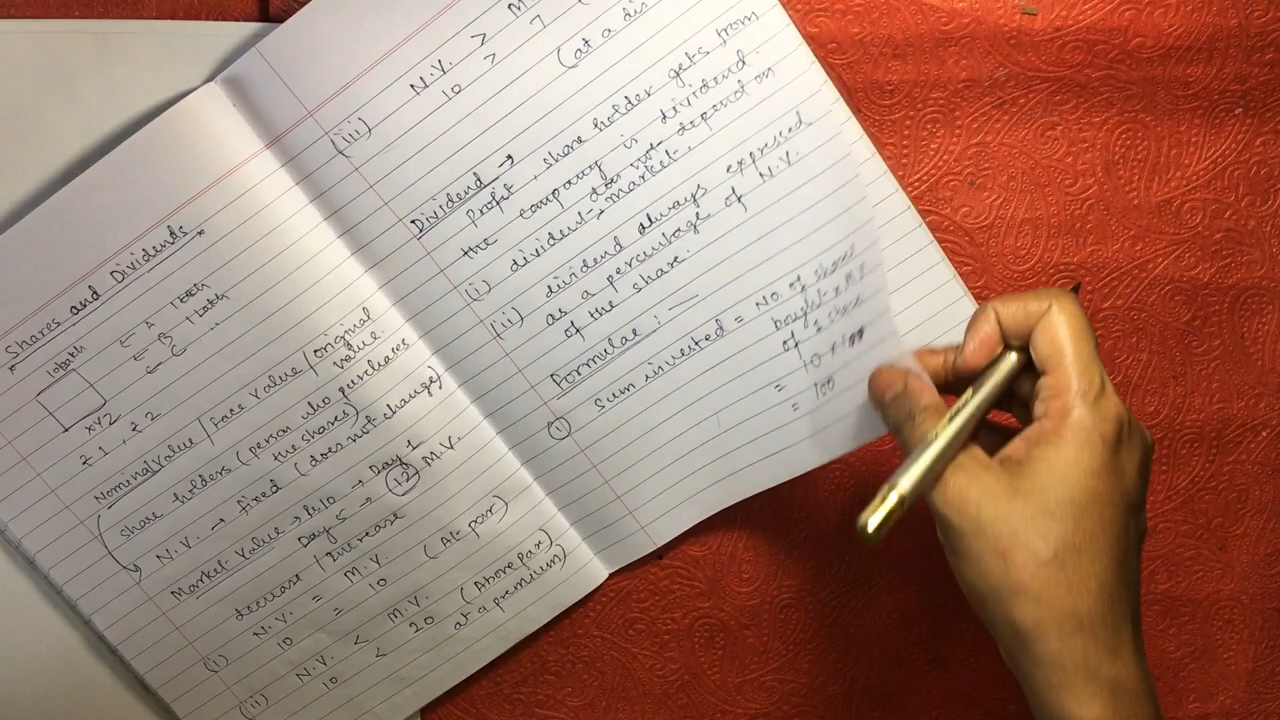 Shares and Dividends
10 lakh
← A 1 lakh
← B 1 lakh
← C ..
XYZ
₹ 1, ₹ 2
Nominal Value / Face Value / original
value.
share holders (person who purchases
the shares)
N.V. → fixed (does not change)
Market Value → Rs 10 → Day 1
Day 5 → 12 M.V.
decrease / Increase
(i) N.V. = M.V.
10 = 10 (At par)
(ii) N.V. < M.V.
10 < 20 (Above par)
at a premium)
(iii) N.V. >
10 > 7
(at a dis
Dividend →
Profit, share holder gets from
the company is dividend.
(i) dividend does not depend on
market.
(ii) dividend always expressed
as a percentage of N.V.
of the share.
Formulae :—
① Sum invested = No. of shares
bought × M.V
of 1 share
= 10 ×
= 100